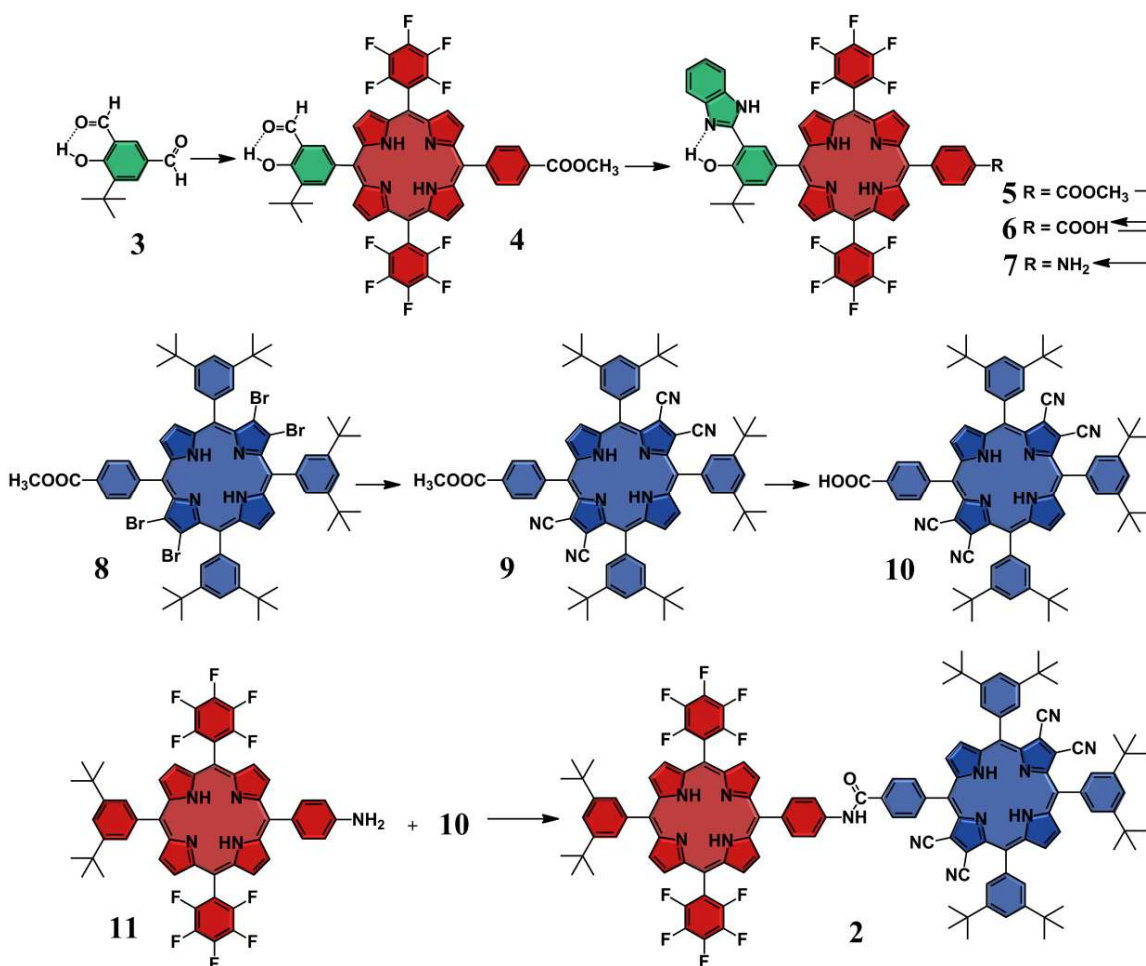 F F F F F
F F F F F
H O H O H
H O H O
N NH H O
NH N COOCH3
N HN
NH N R
N HN
3
F F F F F
4
F F F F F
5 R = COOCH3
6 R = COOH
7 R = NH2
Br Br
NH N
N HN
H3COOC
Br Br
8
CN CN
NH N
N HN
H3COOC
NC NC
9
CN CN
NH N
N HN
HOOC
NC NC
10
F F F F F
NH N
N HN
NH2
F F F F F
11
+ 10
F F F F F
NH N
N HN
O
C
NH
F F F F F
CN CN
NH N
N HN
NC NC
2